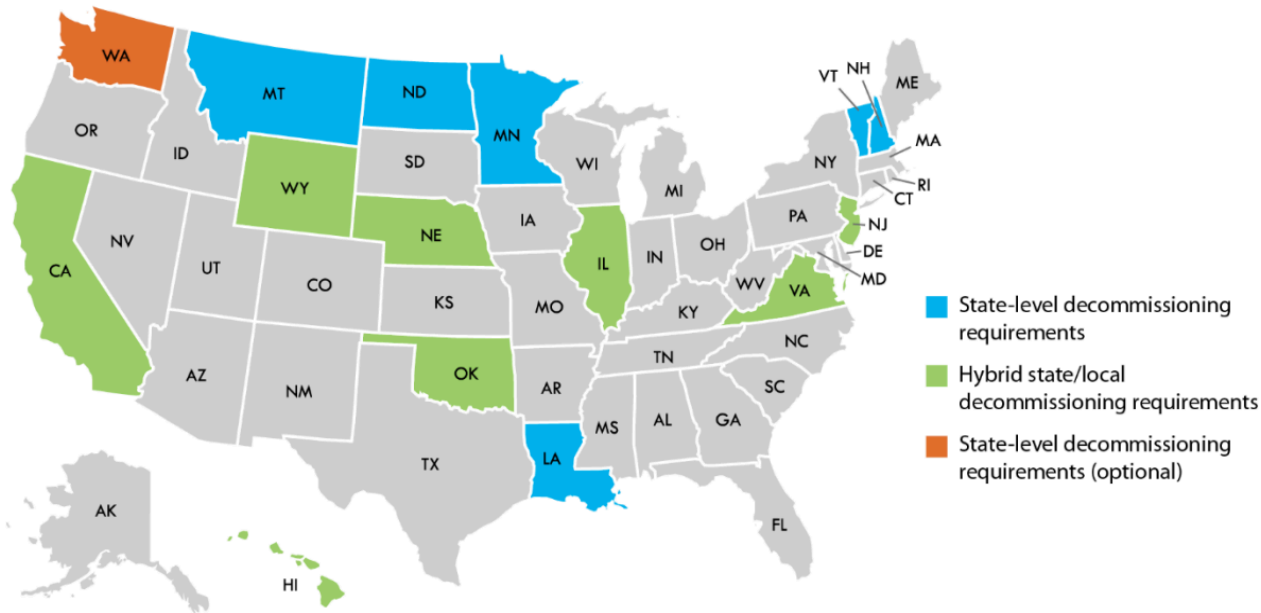 WA
MT
ND
MN
VT
NH
ME
OR
ID
SD
WI
NY
MA
WY
MI
RI
CT
IA
PA
NJ
NV
NE
IL
IN
OH
DE
CA
UT
CO
WV
MD
VA
KS
MO
KY
NC
TN
AZ
NM
OK
AR
SC
MS
AL
GA
TX
LA
AK
FL
HI
State-level decommissioning
requirements
Hybrid state/local
decommissioning requirements
State-level decommissioning
requirements (optional)